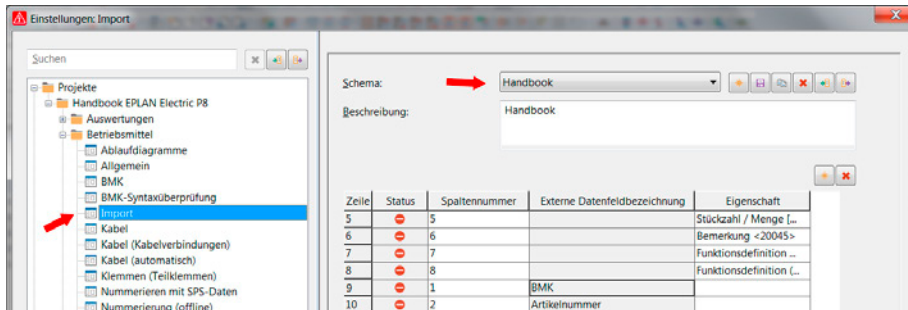 Einstellungen: Import
Suchen
Projekte
Handbook EPLAN Electric P8
Auswertungen
Betriebsmittel
Ablaufdiagramme
Allgemein
BMK
BMK-Syntaxüberprüfung
Import
Kabel
Kabel (Kabelverbindungen)
Kabel (automatisch)
Klemmen (Teilklemmen)
Nummerieren mit SPS-Daten
Nummerierung (offline)
Schema: Handbook
Beschreibung: Handbook
Zeile Status Spaltennummer Externe Datenfeldbezeichnung Eigenschaft
5 5 Stückzahl / Menge [...
6 6 Bemerkung <20045>
7 7 Funktionsdefinition ...
8 8 Funktionsdefinition (...
9 1 BMK
10 2 Artikelnummer